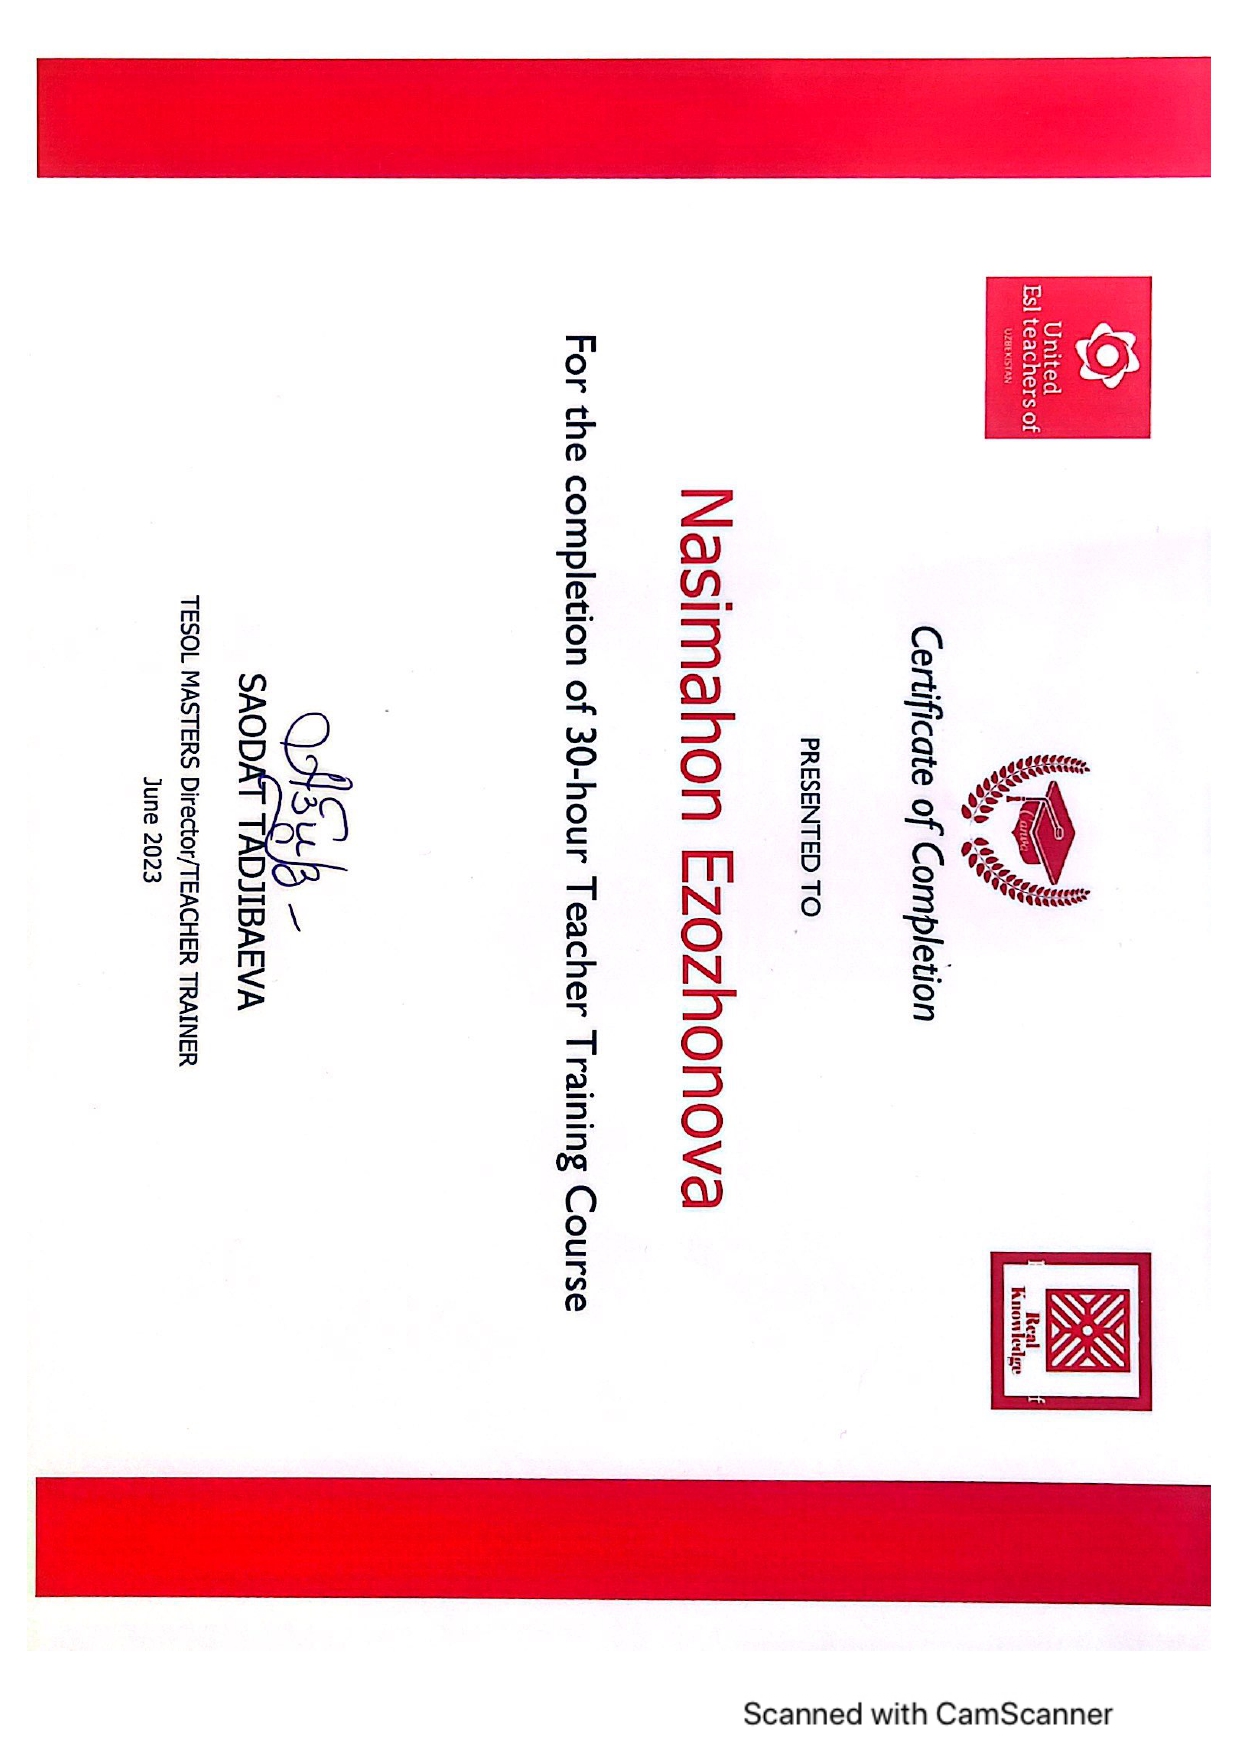 United
Esl teachers of
UZBEKISTAN
Canva
Real
Knowledge
f
Certificate of Completion
PRESENTED TO
Nasimahon Ezozhonova
For the completion of 30-hour Teacher Training Course
SAODAT TADJIBAEVA
TESOL MASTERS Director/TEACHER TRAINER
June 2023
Scanned with CamScanner